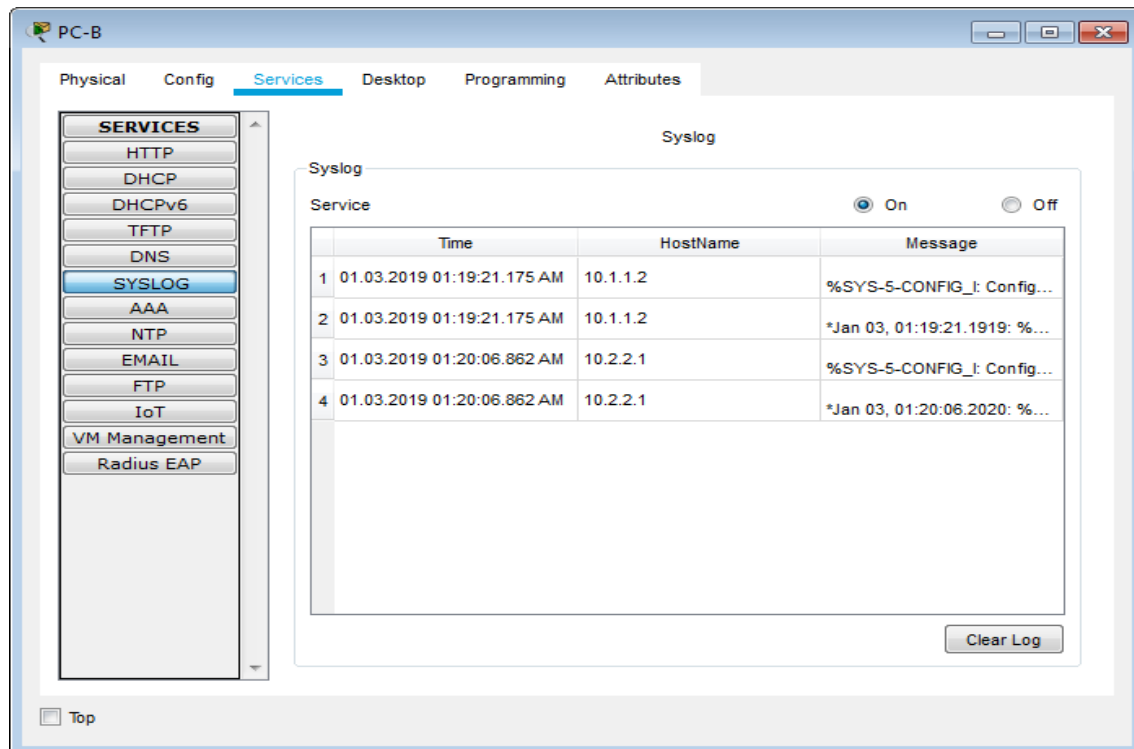 PC-B
Physical Config Services Desktop Programming Attributes
SERVICES
HTTP
DHCP
DHCPv6
TFTP
DNS
SYSLOG
AAA
NTP
EMAIL
FTP
IoT
VM Management
Radius EAP
Syslog
Syslog
Service On Off
Time HostName Message
1 01.03.2019 01:19:21.175 AM 10.1.1.2 %SYS-5-CONFIG_I: Config...
2 01.03.2019 01:19:21.175 AM 10.1.1.2 *Jan 03, 01:19:21.1919: %...
3 01.03.2019 01:20:06.862 AM 10.2.2.1 %SYS-5-CONFIG_I: Config...
4 01.03.2019 01:20:06.862 AM 10.2.2.1 *Jan 03, 01:20:06.2020: %...
Clear Log
Top